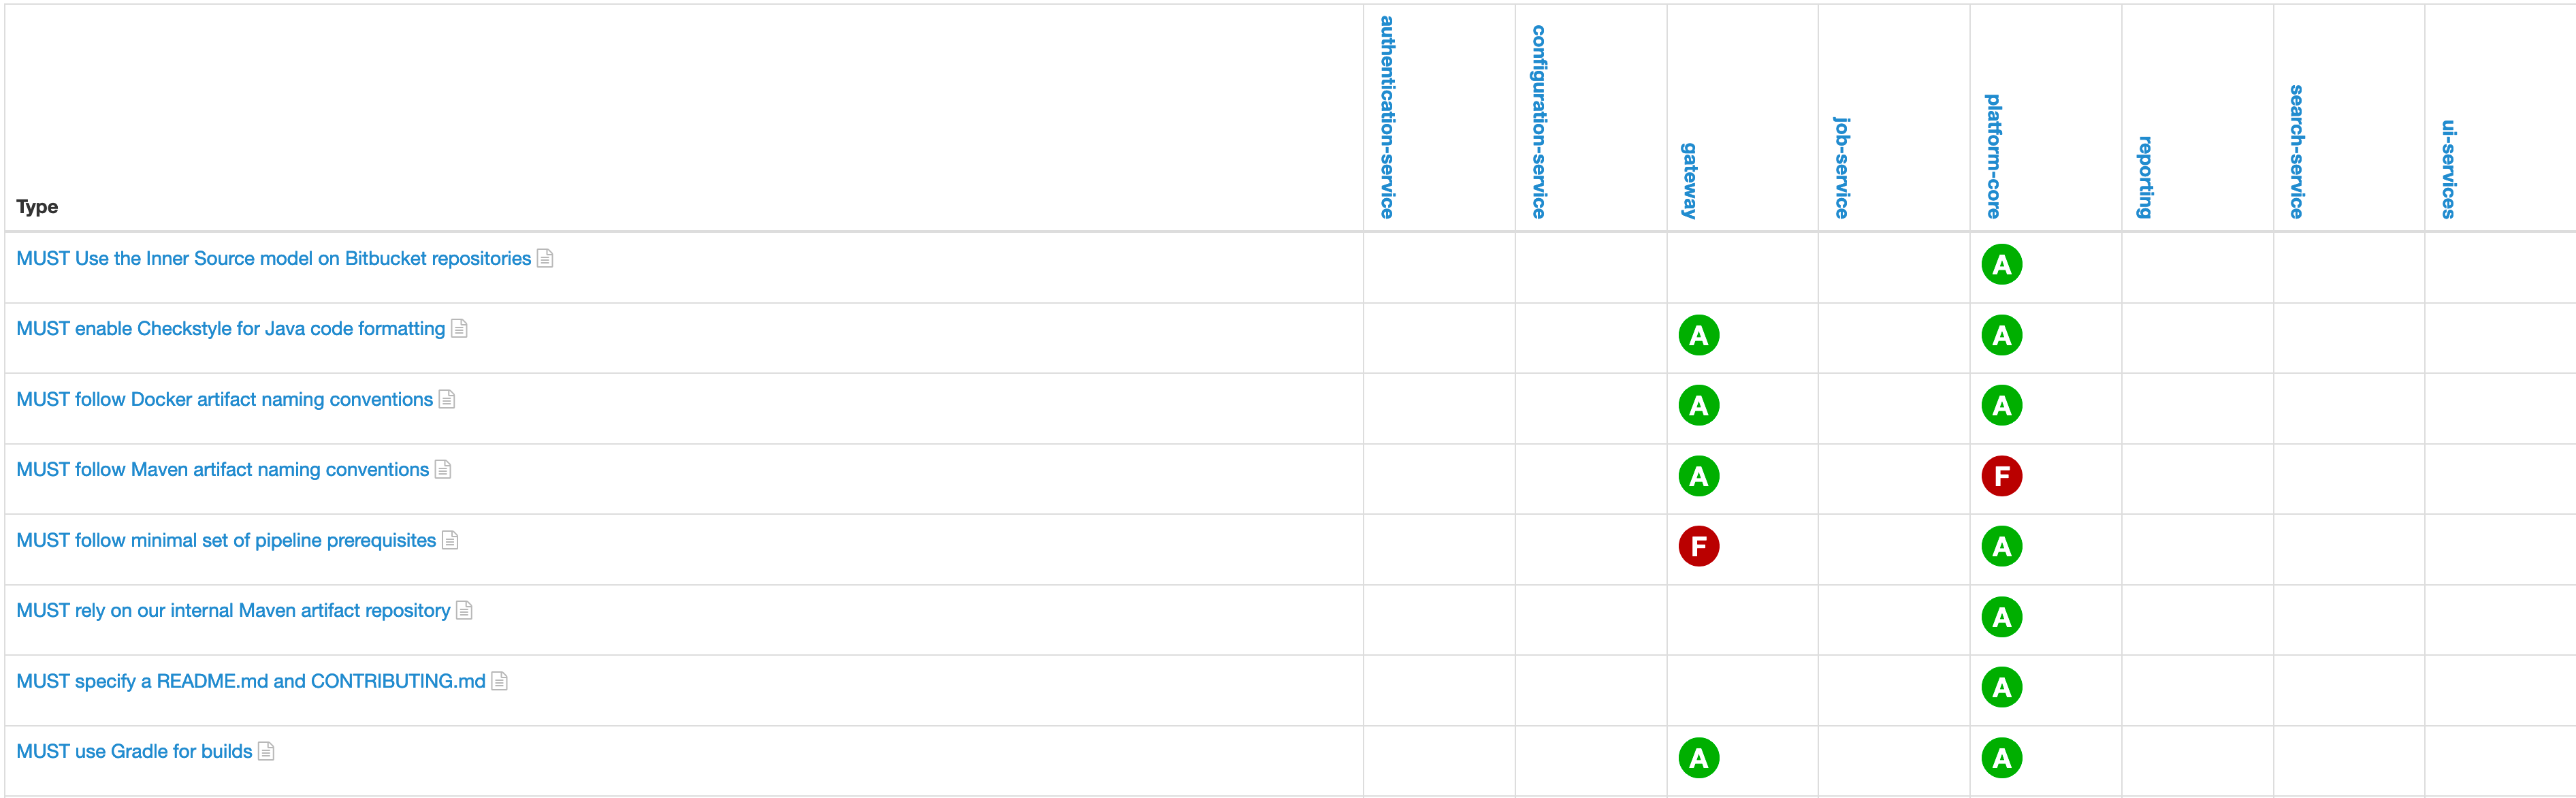 Type
authentication-service
configuration-service
gateway
job-service
platform-core
reporting
search-service
ui-services
MUST Use the Inner Source model on Bitbucket repositories
A
MUST enable Checkstyle for Java code formatting
A A
MUST follow Docker artifact naming conventions
A A
MUST follow Maven artifact naming conventions
A F
MUST follow minimal set of pipeline prerequisites
F A
MUST rely on our internal Maven artifact repository
A
MUST specify a README.md and CONTRIBUTING.md
A
MUST use Gradle for builds
A A